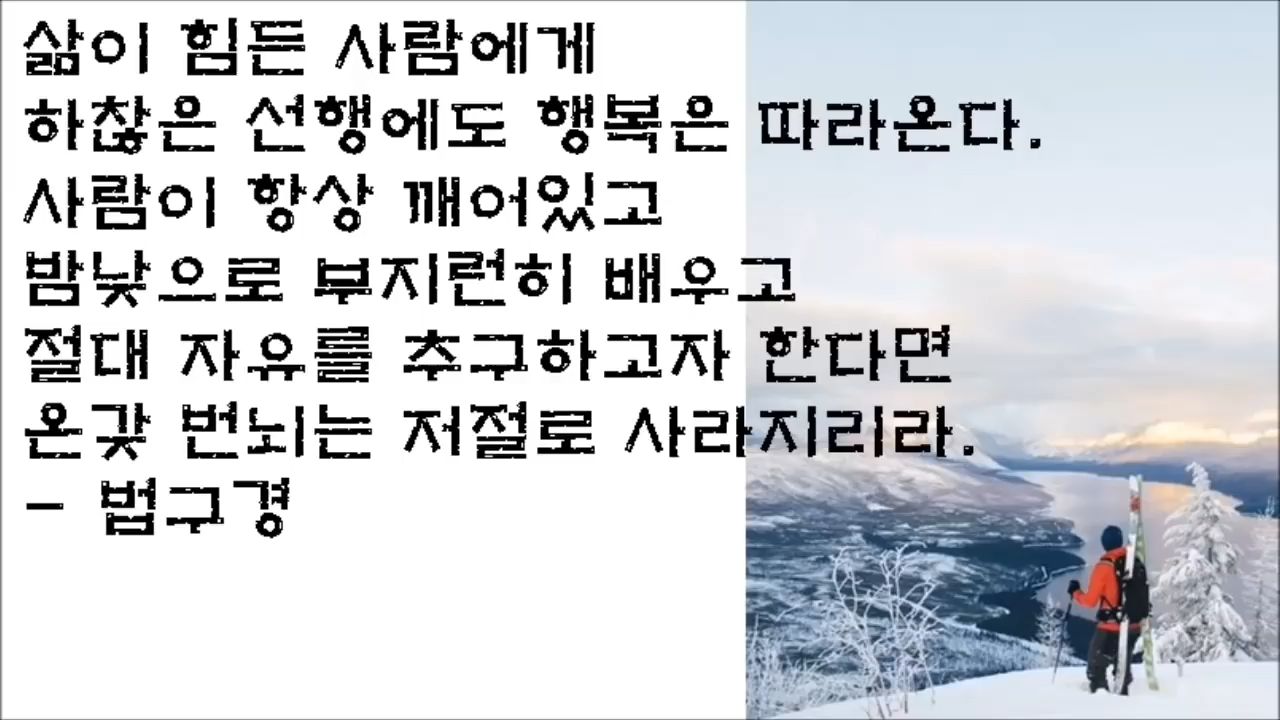 삶이 힘든 사람에게
하찮은 선행에도 행복은 따라온다.
사람이 항상 깨어있고
밤낮으로 부지런히 배우고
절대 자유를 추구하고자 한다면
온갖 번뇌는 저절로 사라지리라.
- 법구경